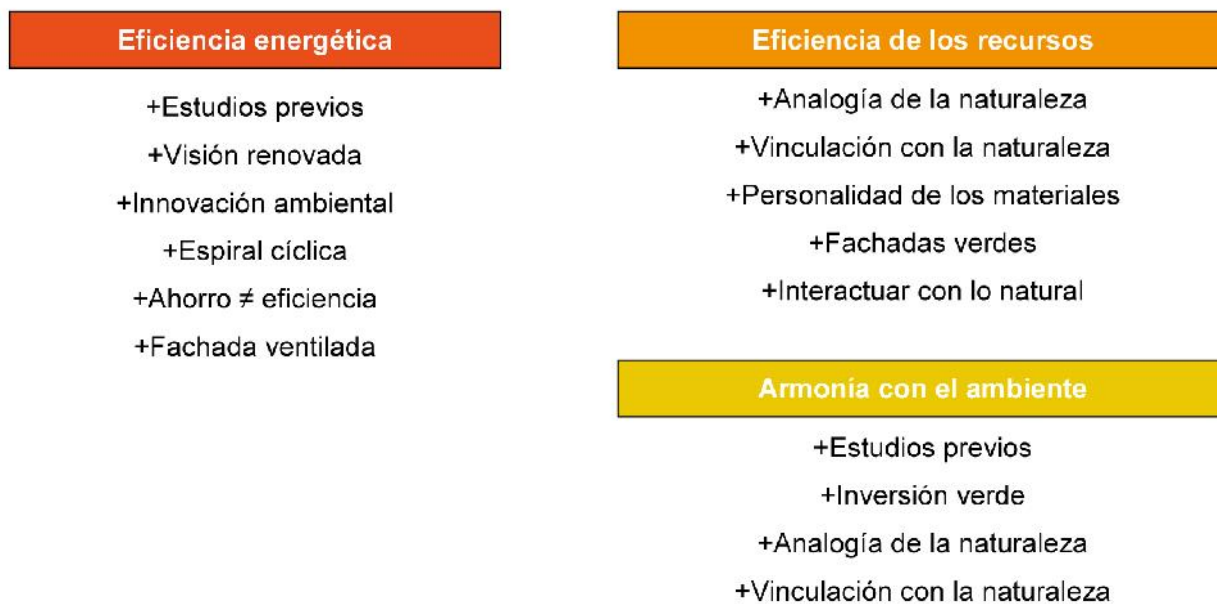 Eficiencia energética
+Estudios previos
+Visión renovada
+Innovación ambiental
+Espiral cíclica
+Ahorro ≠ eficiencia
+Fachada ventilada
Eficiencia de los recursos
+Analogía de la naturaleza
+Vinculación con la naturaleza
+Personalidad de los materiales
+Fachadas verdes
+Interactuar con lo natural
Armonía con el ambiente
+Estudios previos
+Inversión verde
+Analogía de la naturaleza
+Vinculación con la naturaleza